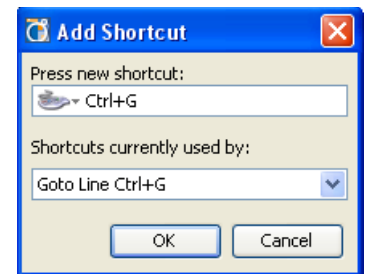 Add Shortcut
Press new shortcut:
Ctrl+G
Shortcuts currently used by:
Goto Line Ctrl+G
OK
Cancel